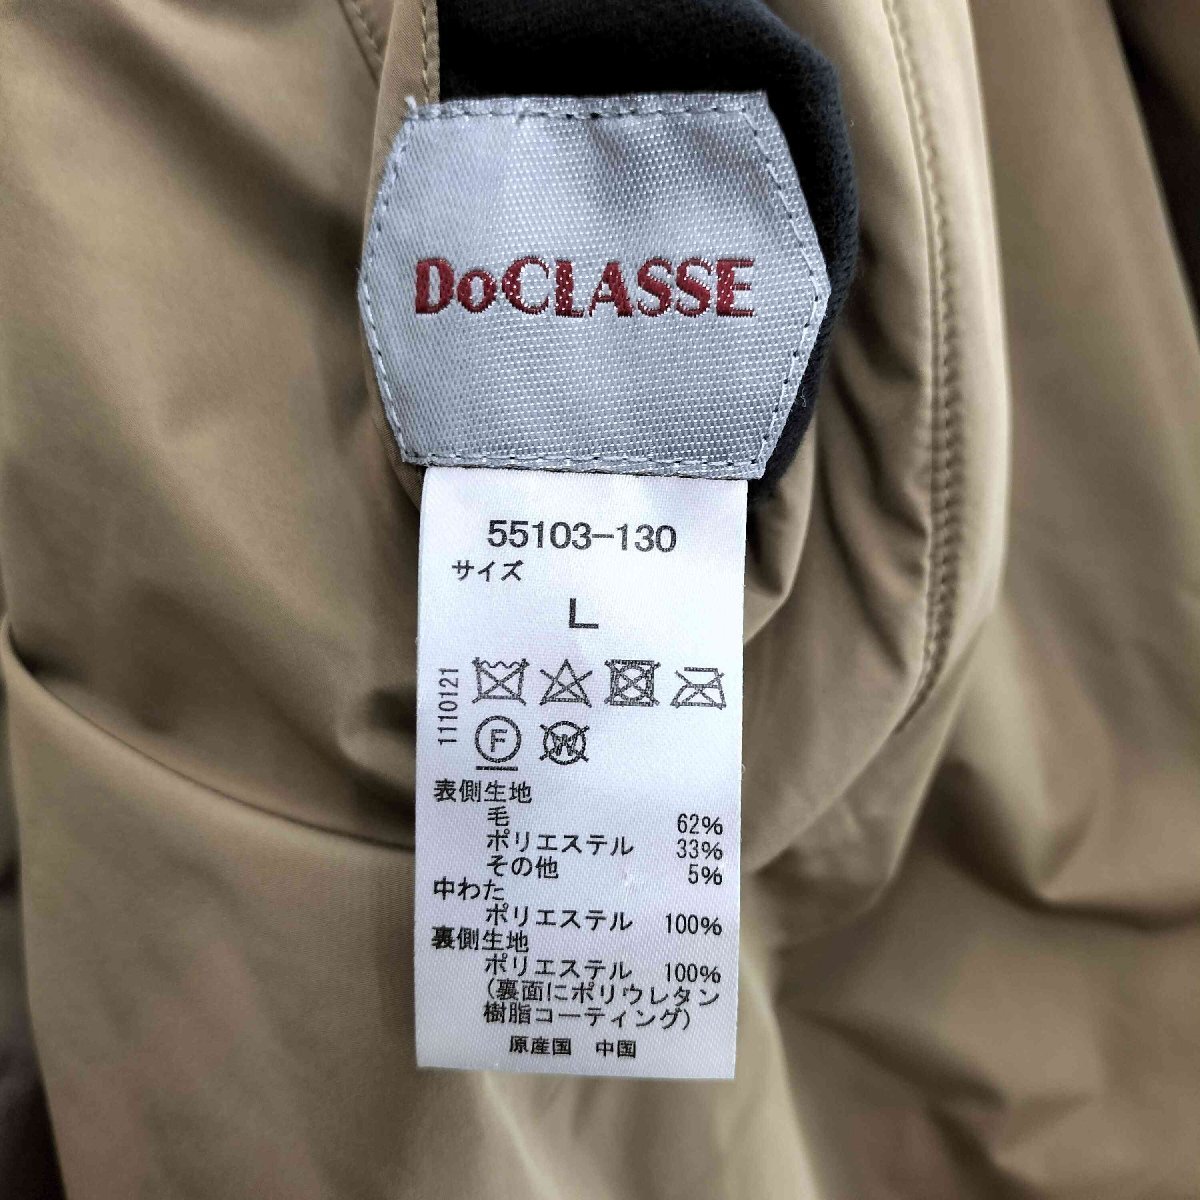 DoCLASSE
55103-130
サイズ
L
1110121
F
W
表側生地
毛 62%
ポリエステル 33%
その他 5%
中わた
ポリエステル 100%
裏側生地
ポリエステル 100%
(裏面にポリウレタン
樹脂コーティング)
原産国 中国